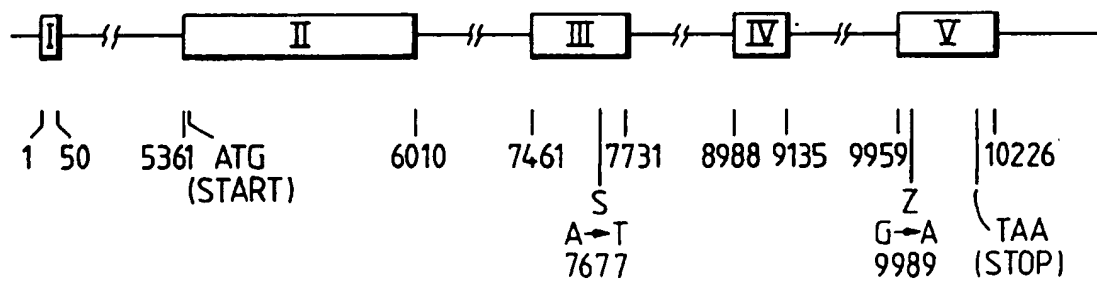 I II III IV V
1 50 5361 ATG 6010 7461 7731 8988 9135 9959 10226
(START)
S Z
A→T G→A TAA
7677 9989 (STOP)